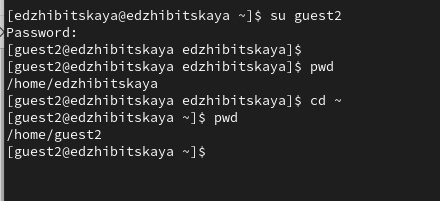 [edzhibitskaya@edzhibitskaya ~]$ su guest2
Password:
[guest2@edzhibitskaya edzhibitskaya]$
[guest2@edzhibitskaya edzhibitskaya]$ pwd
/home/edzhibitskaya
[guest2@edzhibitskaya edzhibitskaya]$ cd ~
[guest2@edzhibitskaya ~]$ pwd
/home/guest2
[guest2@edzhibitskaya ~]$